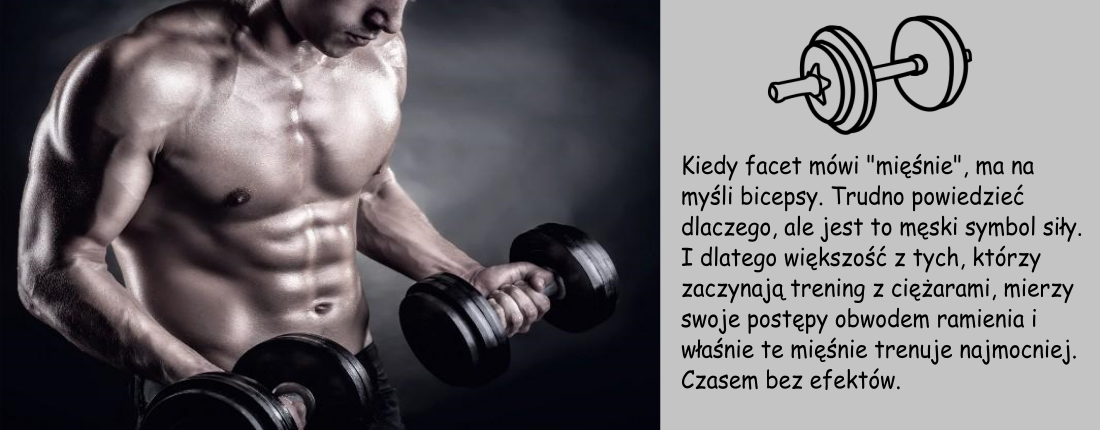 Kiedy facet mówi "mięśnie", ma na
myśli bicepsy. Trudno powiedzieć
dlaczego, ale jest to męski symbol siły.
I dlatego większość z tych, którzy
zaczynają trening z ciężarami, mierzy
swoje postępy obwodem ramienia i
właśnie te mięśnie trenuje najmocniej.
Czasem bez efektów.